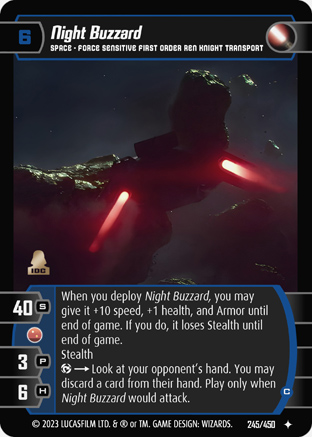 6
Night Buzzard
SPACE - FORCE SENSITIVE FIRST ORDER REN KNIGHT TRANSPORT
IDC
40 S
3 P
6 H
When you deploy Night Buzzard, you may
give it +10 speed, +1 health, and Armor until
end of game. If you do, it loses Stealth until
end of game.
Stealth
→ Look at your opponent's hand. You may
discard a card from their hand. Play only when
Night Buzzard would attack.
C
© 2023 LUCASFILM LTD. & ® or TM. GAME DESIGN: WIZARDS. 245/450